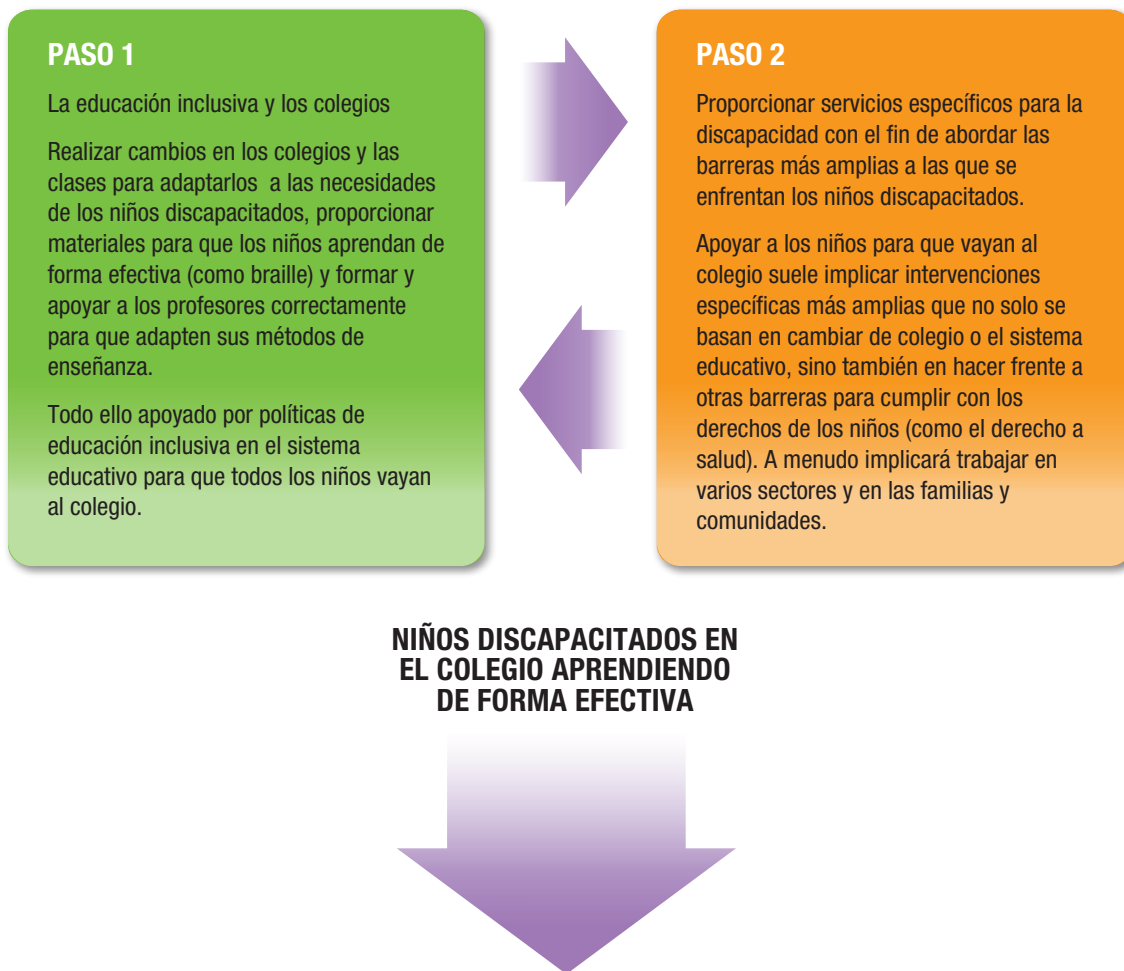 PASO 1
La educación inclusiva y los colegios
Realizar cambios en los colegios y las
clases para adaptarlos a las necesidades
de los niños discapacitados, proporcionar
materiales para que los niños aprendan de
forma efectiva (como braille) y formar y
apoyar a los profesores correctamente
para que adapten sus métodos de
enseñanza.
Todo ello apoyado por políticas de
educación inclusiva en el sistema
educativo para que todos los niños vayan
al colegio.
PASO 2
Proporcionar servicios específicos para la
discapacidad con el fin de abordar las
barreras más amplias a las que se
enfrentan los niños discapacitados.
Apoyar a los niños para que vayan al
colegio suele implicar intervenciones
específicas más amplias que no solo se
basan en cambiar de colegio o el sistema
educativo, sino también en hacer frente a
otras barreras para cumplir con los
derechos de los niños (como el derecho a
salud). A menudo implicará trabajar en
varios sectores y en las familias y
comunidades.
NIÑOS DISCAPACITADOS EN
EL COLEGIO APRENDIENDO
DE FORMA EFECTIVA